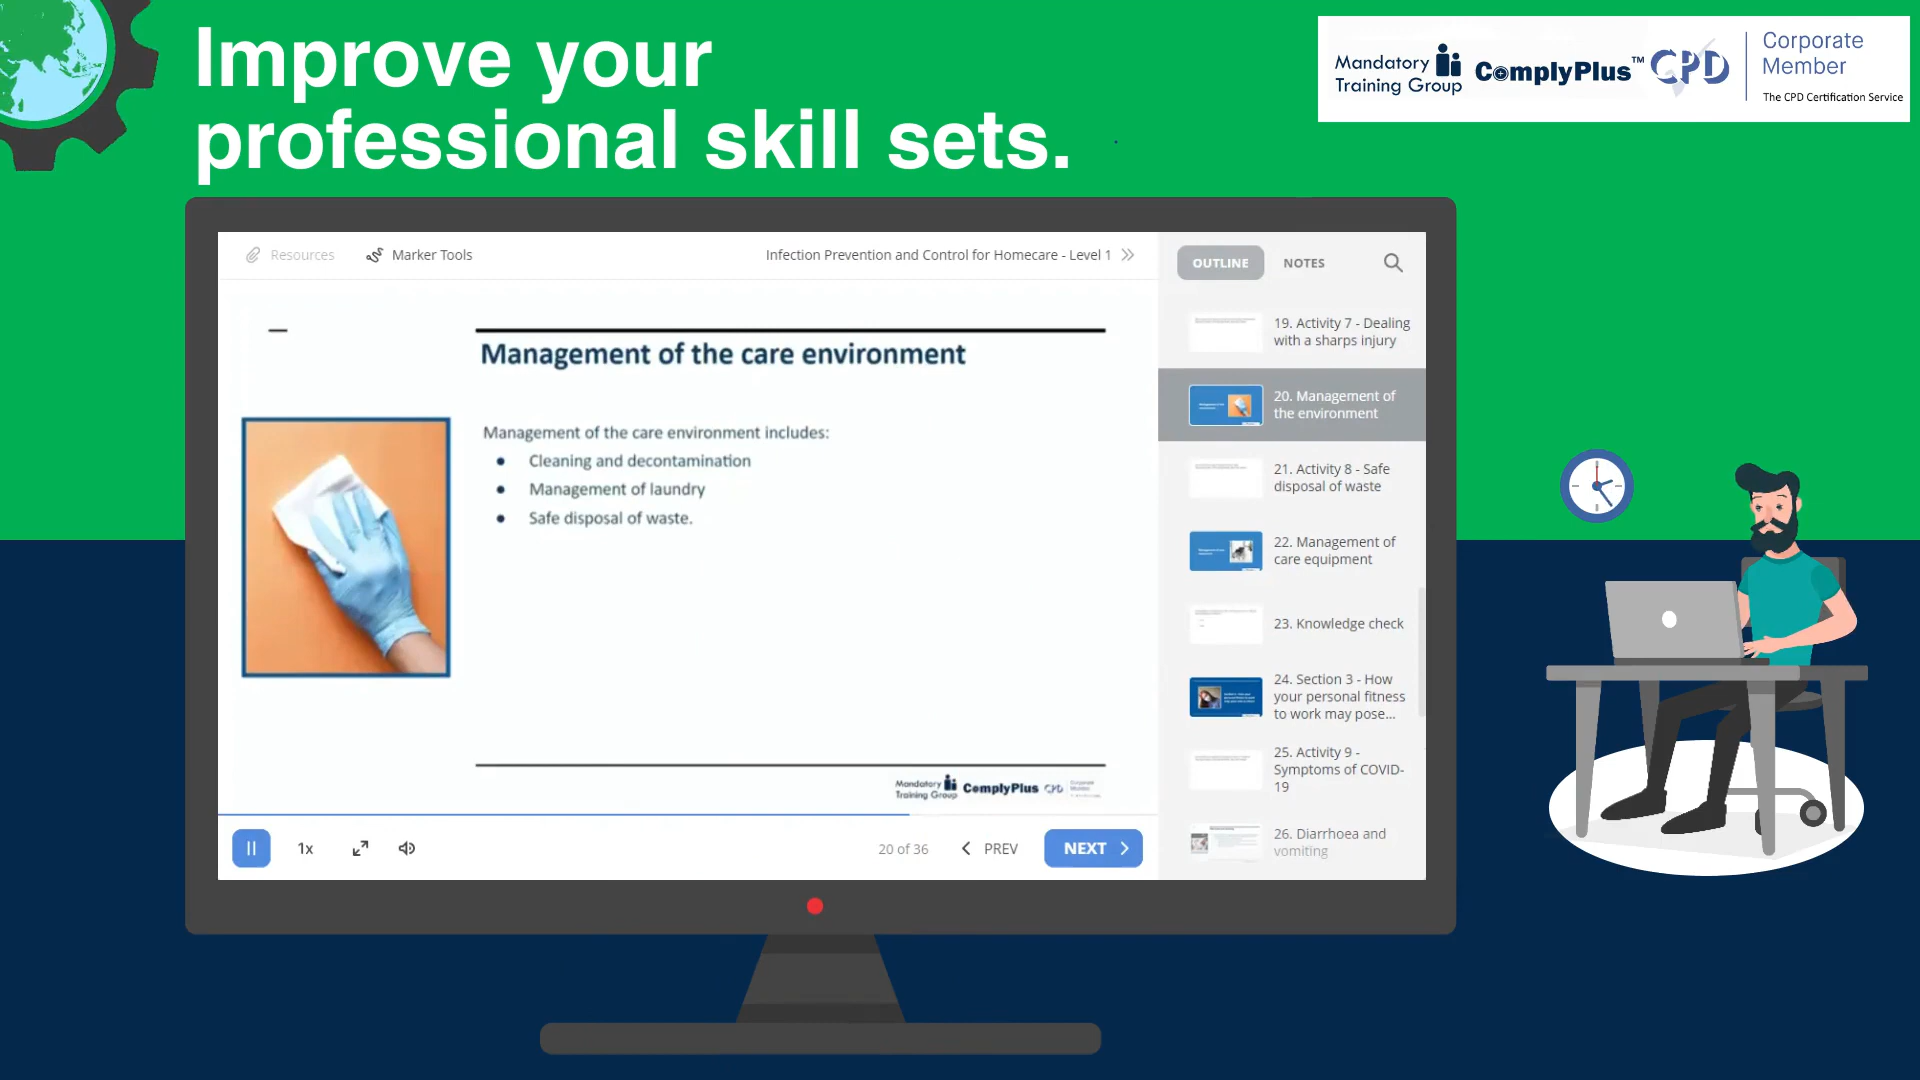 Improve your
professional skill sets.
Mandatory
Training Group
ComplyPlus™
CPD
Corporate
Member
The CPD Certification Service
Resources
Marker Tools
Infection Prevention and Control for Homecare - Level 1
Management of the care environment
Management of the care environment includes:
• Cleaning and decontamination
• Management of laundry
• Safe disposal of waste.
Mandatory
Training Group
ComplyPlus
CPD
1x
20 of 36
PREV
NEXT
OUTLINE
NOTES
19. Activity 7 - Dealing
with a sharps injury
20. Management of
the environment
21. Activity 8 - Safe
disposal of waste
22. Management of
care equipment
23. Knowledge check
24. Section 3 - How
your personal fitness
to work may pose...
25. Activity 9 -
Symptoms of COVID-
19
26. Diarrhoea and
vomiting